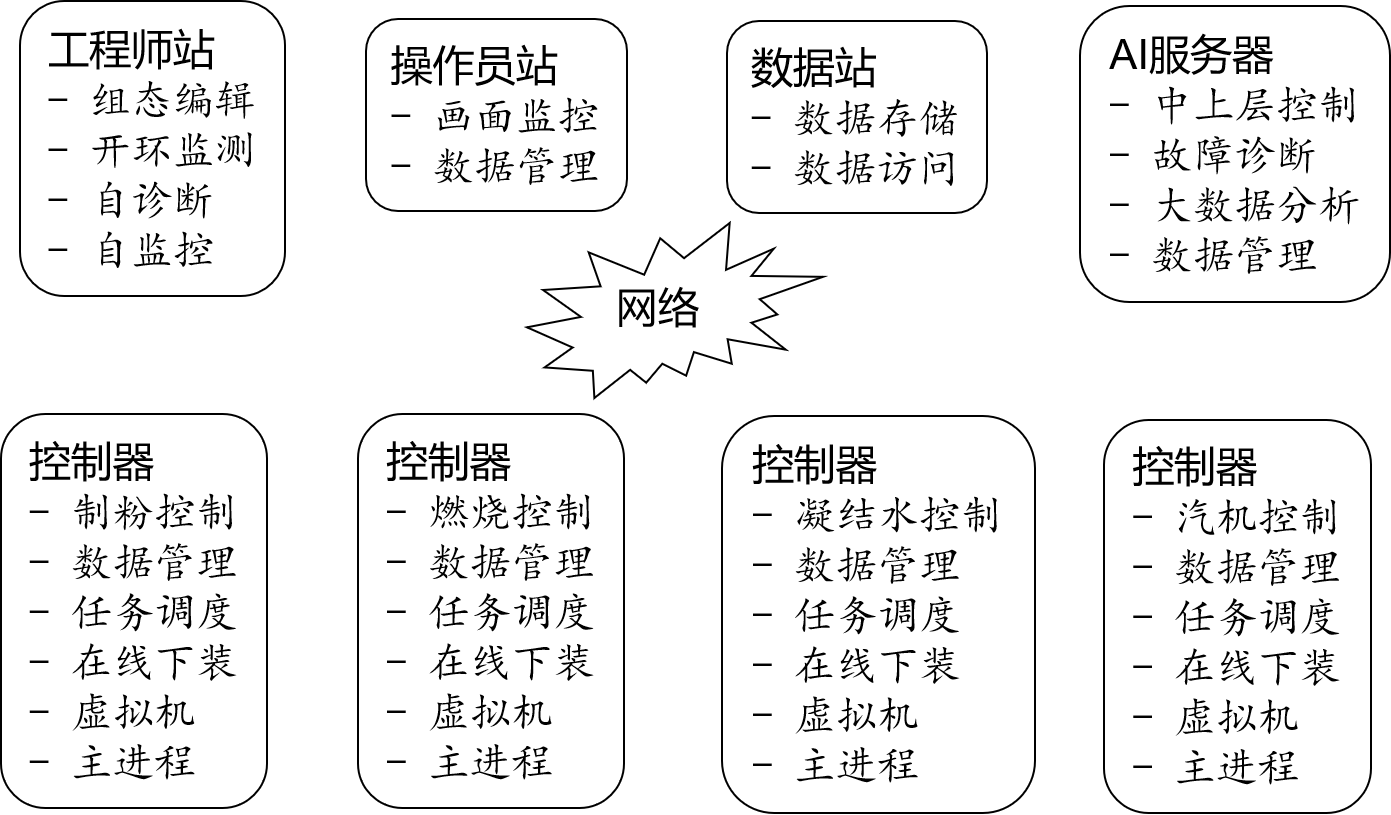 工程师站
– 组态编辑
– 开环监测
– 自诊断
– 自监控
操作员站
– 画面监控
– 数据管理
数据站
– 数据存储
– 数据访问
AI服务器
– 中上层控制
– 故障诊断
– 大数据分析
– 数据管理
网络
控制器
– 制粉控制
– 数据管理
– 任务调度
– 在线下装
– 虚拟机
– 主进程
控制器
– 燃烧控制
– 数据管理
– 任务调度
– 在线下装
– 虚拟机
– 主进程
控制器
– 凝结水控制
– 数据管理
– 任务调度
– 在线下装
– 虚拟机
– 主进程
控制器
– 汽机控制
– 数据管理
– 任务调度
– 在线下装
– 虚拟机
– 主进程